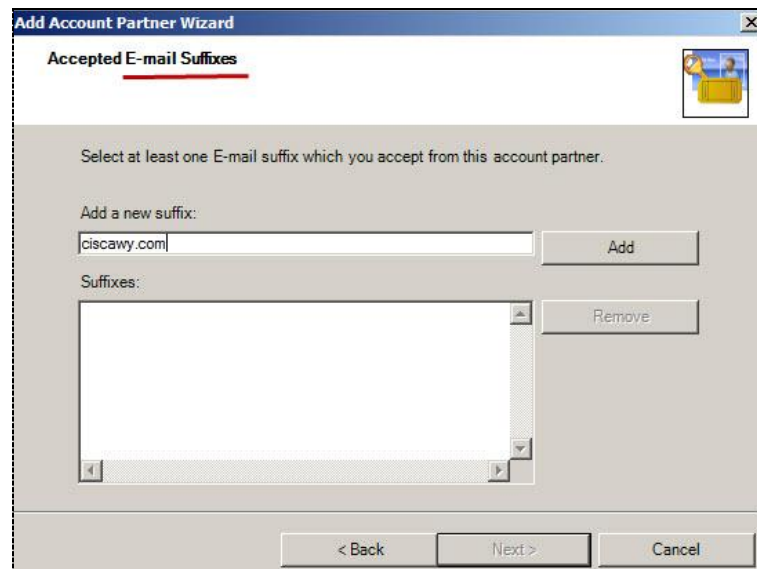 Add Account Partner Wizard
Accepted E-mail Suffixes
Select at least one E-mail suffix which you accept from this account partner.
Add a new suffix:
ciscawy.com
Add
Suffixes:
Remove
< Back
Next >
Cancel